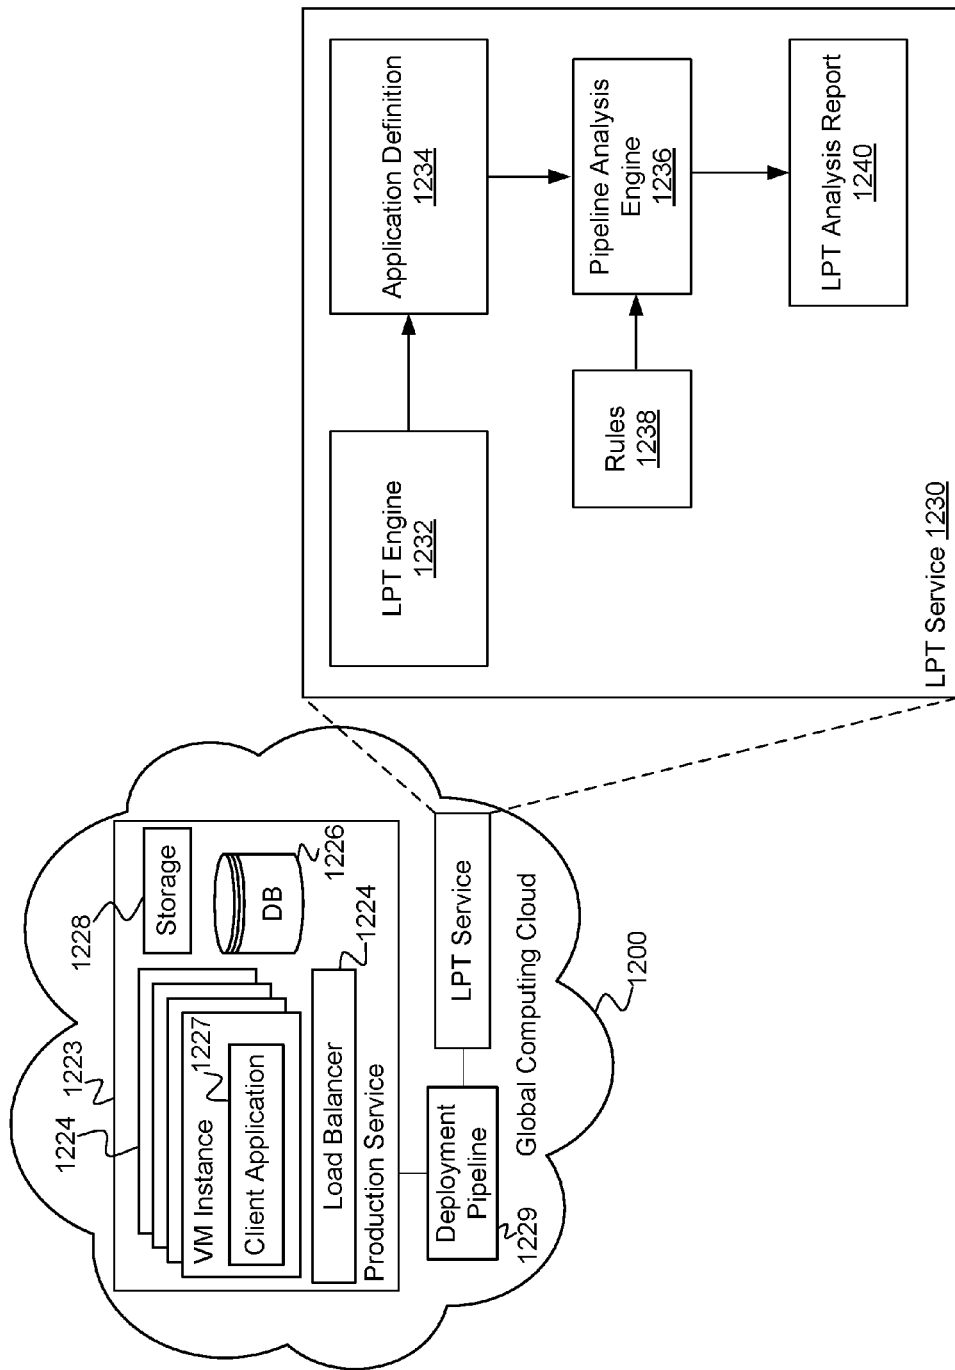 1224
1223
VM Instance
1227
Client Application
1228
Storage
DB
1226
Load Balancer
1224
Production Service
Deployment
Pipeline
1229
LPT Service
Global Computing Cloud
1200
LPT Engine
1232
Application Definition
1234
Rules
1238
Pipeline Analysis
Engine
1236
LPT Analysis Report
1240
LPT Service 1230